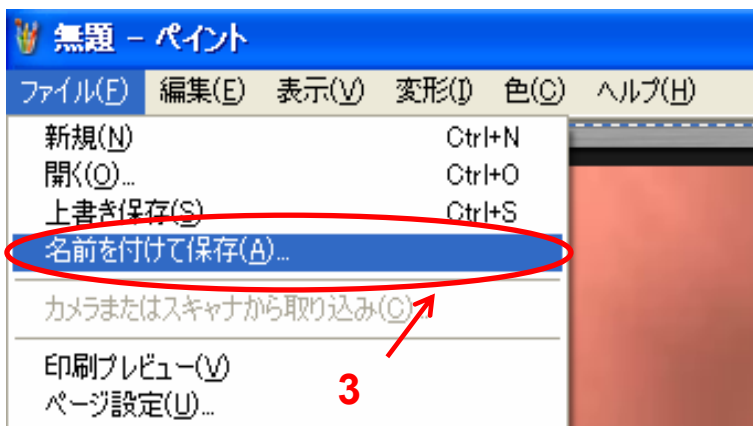 無題 - ペイント
ファイル(F) 編集(E) 表示(V) 変形(I) 色(C) ヘルプ(H)
新規(N) Ctrl+N
開く(O)... Ctrl+O
上書き保存(S) Ctrl+S
名前を付けて保存(A)...
カメラまたはスキャナから取り込み(C)...
印刷プレビュー(V)
3
ページ設定(U)...